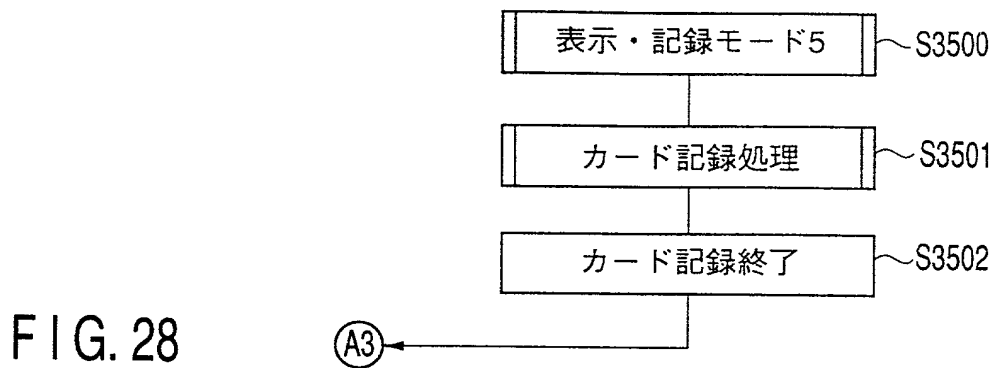 表示・記録モード5
S3500
カード記録処理
S3501
カード記録終了
S3502
FIG. 28
A3